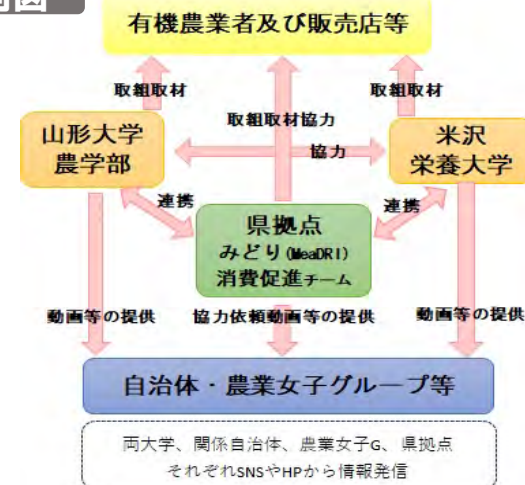 有機農業者及び販売店等
取組取材
取組取材
取組取材協力
山形大学
農学部
協力
米沢
栄養大学
連携
連携
県拠点
みどり(MeaDRI)
消費促進チーム
動画等の提供
協力依頼動画等の提供
動画等の提供
自治体・農業女子グループ等
両大学、関係自治体、農業女子G、県拠点
それぞれSNSやHPから情報発信